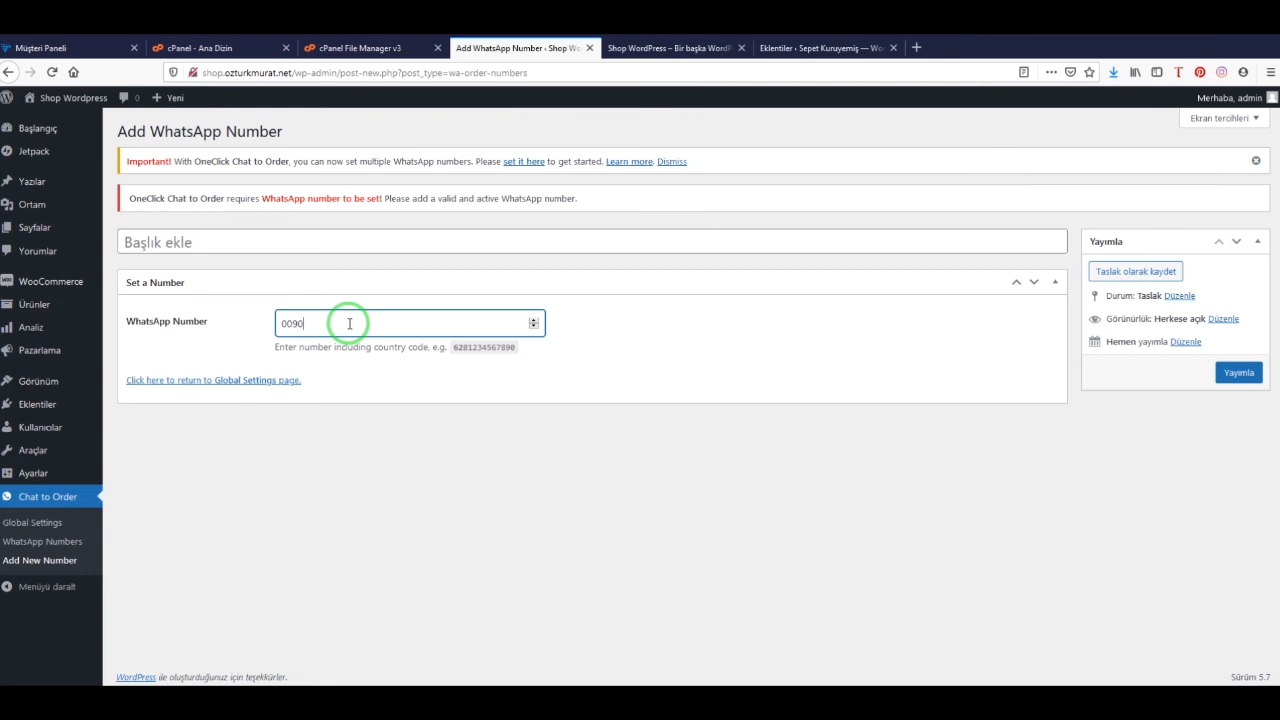 Müşteri Paneli
cPanel - Ana Dizin
cPanel File Manager v3
Add WhatsApp Number ‹ Shop Wo
Shop WordPress – Bir başka WordP
Eklentiler ‹ Sepet Kuruyemiş — Wo
shop.ozturkmurat.net/wp-admin/post-new.php?post_type=wa-order-numbers
Shop Wordpress 0 Yeni
Merhaba, admin
Ekran tercihleri
Başlangıç
Jetpack
Yazılar
Ortam
Sayfalar
Yorumlar
WooCommerce
Ürünler
Analiz
Pazarlama
Görünüm
Eklentiler
Kullanıcılar
Araçlar
Ayarlar
Chat to Order
Global Settings
WhatsApp Numbers
Add New Number
Menüyü daralt
Add WhatsApp Number
Important! With OneClick Chat to Order, you can now set multiple WhatsApp numbers. Please set it here to get started. Learn more. Dismiss
OneClick Chat to Order requires WhatsApp number to be set! Please add a valid and active WhatsApp number.
Başlık ekle
Set a Number
WhatsApp Number
0090
Enter number including country code, e.g. 6281234567890
Click here to return to Global Settings page.
Yayımla
Taslak olarak kaydet
Durum: Taslak Düzenle
Görünürlük: Herkese açık Düzenle
Hemen yayımla Düzenle
Yayımla
WordPress ile oluşturduğunuz için teşekkürler.
Sürüm 5.7